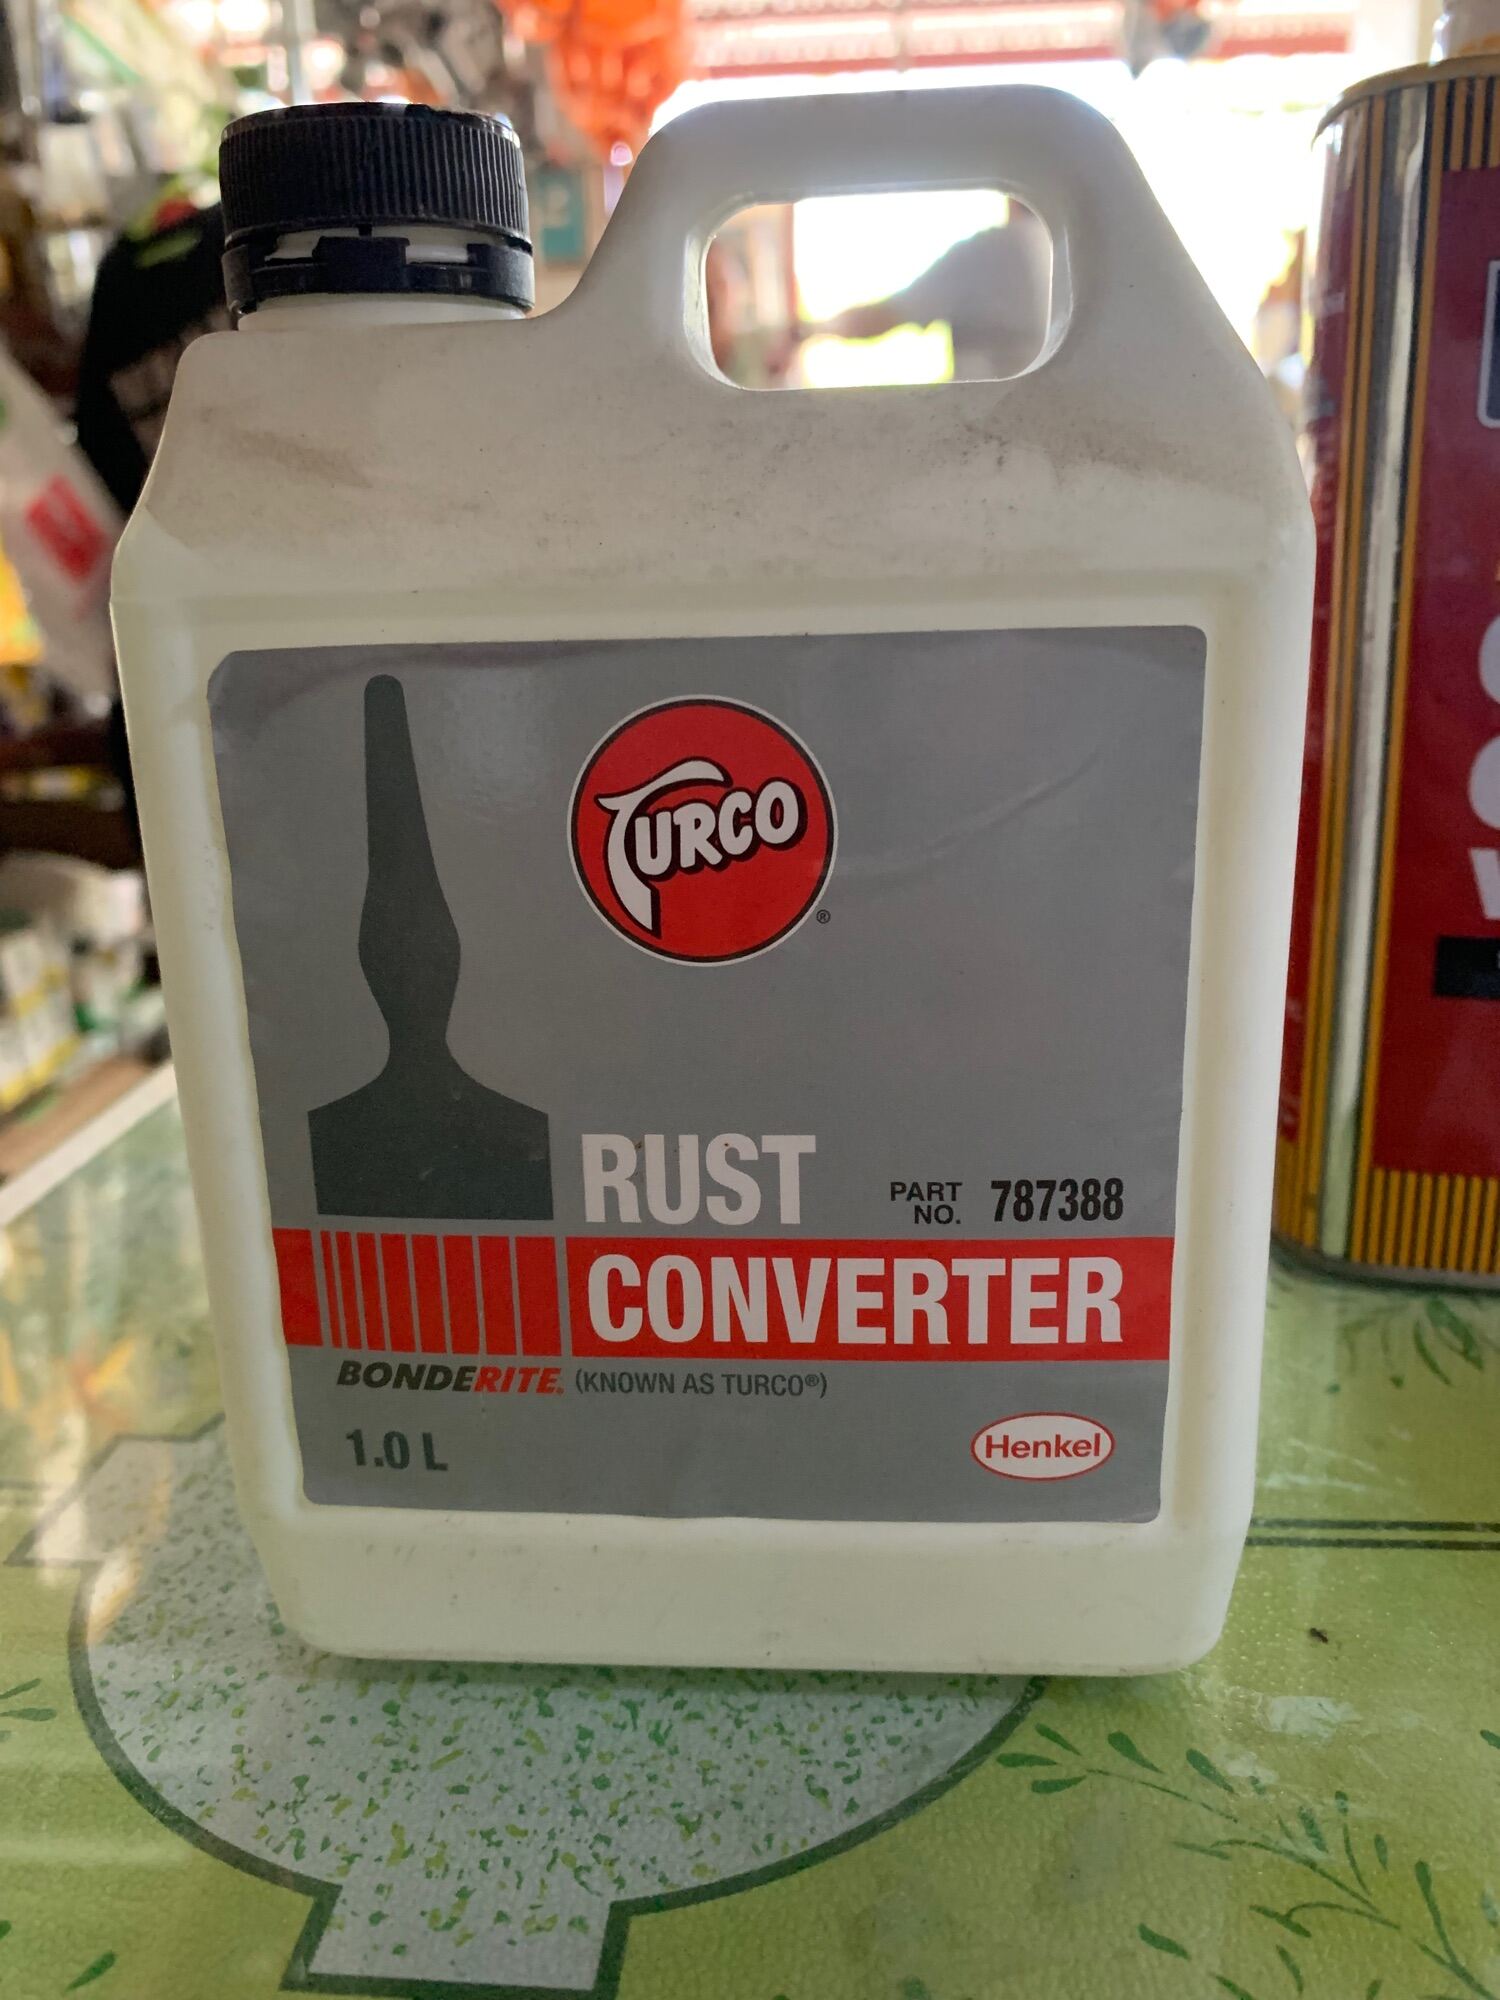 TURCO
®
RUST
PART NO. 787388
CONVERTER
BONDERITE. (KNOWN AS TURCO®)
1.0 L
Henkel